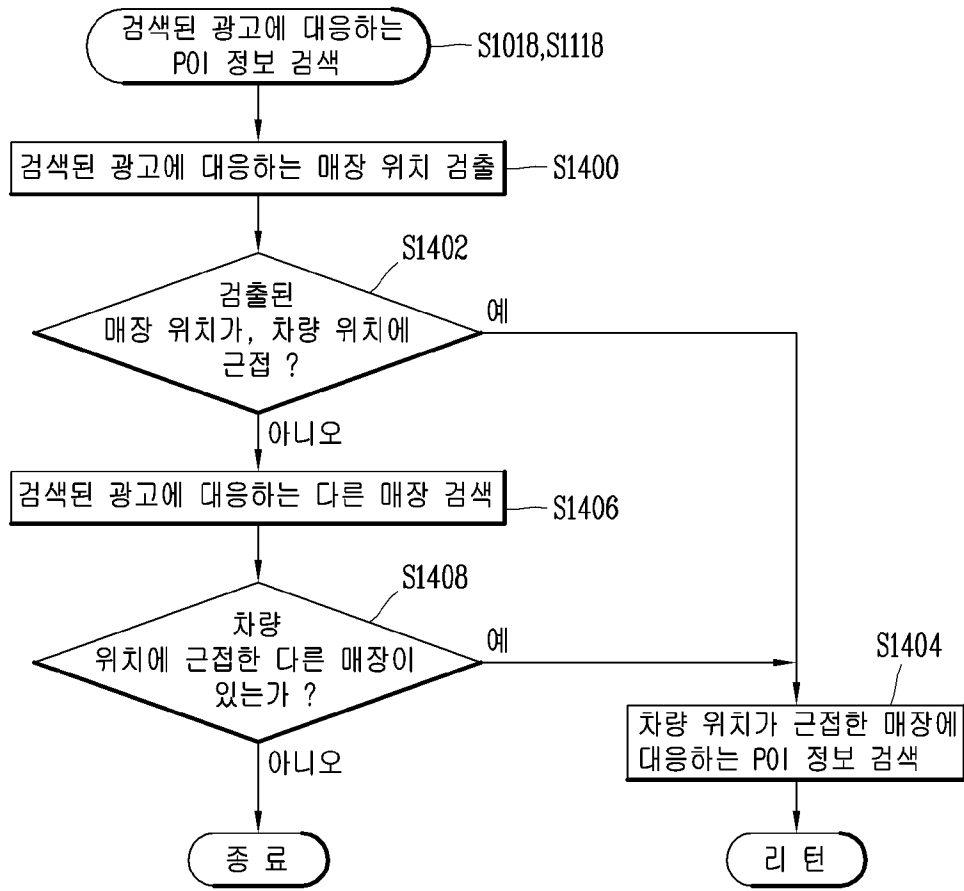 검색된 광고에 대응하는
POI 정보 검색
S1018,S1118
검색된 광고에 대응하는 매장 위치 검출
S1400
S1402
검출된
매장 위치가, 차량 위치에
근접 ?
예
아니오
검색된 광고에 대응하는 다른 매장 검색
S1406
S1408
차량
위치에 근접한 다른 매장이
있는가 ?
예
아니오
S1404
차량 위치가 근접한 매장에
대응하는 POI 정보 검색
종 료
리 턴